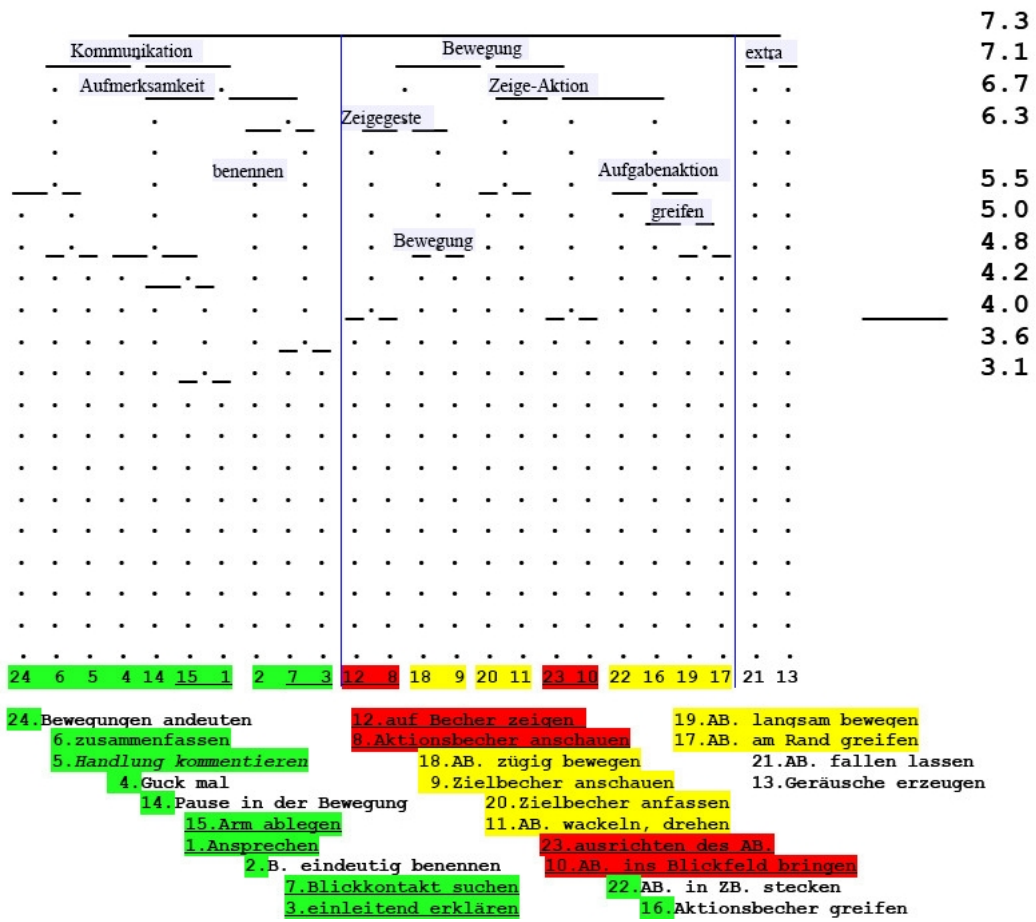 7.3
Kommunikation Bewegung extra 7.1
Aufmerksamkeit Zeige-Aktion 6.7
Zeigegeste 6.3
benennen Aufgabenaktion 5.5
greifen 5.0
Bewegung 4.8
4.2
4.0
3.6
3.1
24 6 5 4 14 15 1 2 7 3 12 8 18 9 20 11 23 10 22 16 19 17 21 13
24.Bewegungen andeuten 12.auf Becher zeigen 19.AB. langsam bewegen
6.zusammenfassen 8.Aktionsbecher anschauen 17.AB. am Rand greifen
5.Handlung kommentieren 18.AB. zügig bewegen 21.AB. fallen lassen
4.Guck mal 9.Zielbecher anschauen 13.Geräusche erzeugen
14.Pause in der Bewegung 20.Zielbecher anfassen
15.Arm ablegen 11.AB. wackeln, drehen
1.Ansprechen 23.ausrichten des AB.
2.B. eindeutig benennen 10.AB. ins Blickfeld bringen
7.Blickkontakt suchen 22.AB. in ZB. stecken
3.einleitend erklären 16.Aktionsbecher greifen